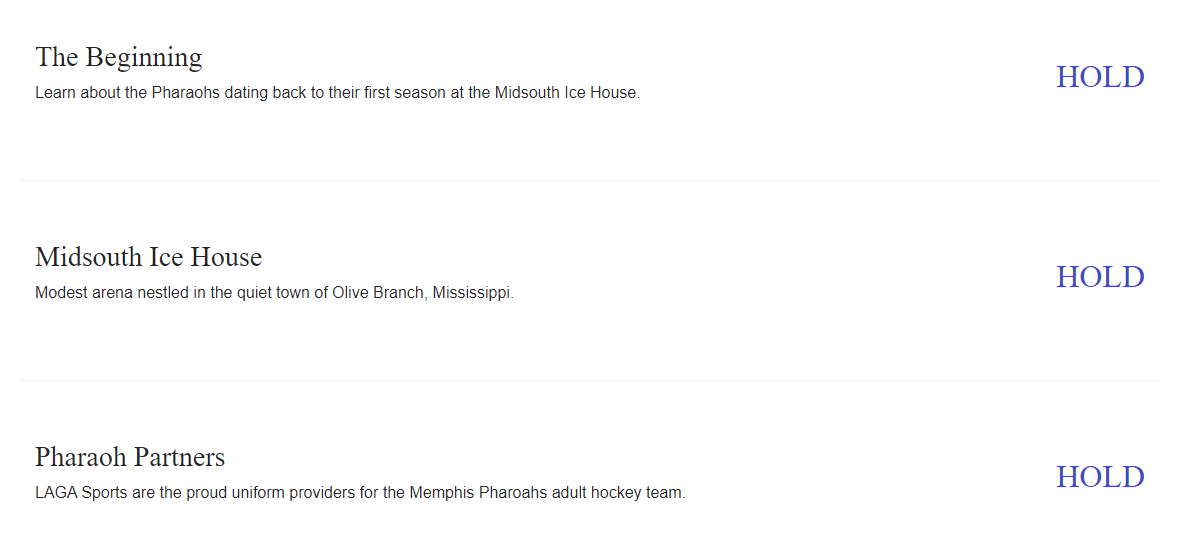 The Beginning
Learn about the Pharaohs dating back to their first season at the Midsouth Ice House.
HOLD
Midsouth Ice House
Modest arena nestled in the quiet town of Olive Branch, Mississippi.
HOLD
Pharaoh Partners
LAGA Sports are the proud uniform providers for the Memphis Pharoahs adult hockey team.
HOLD